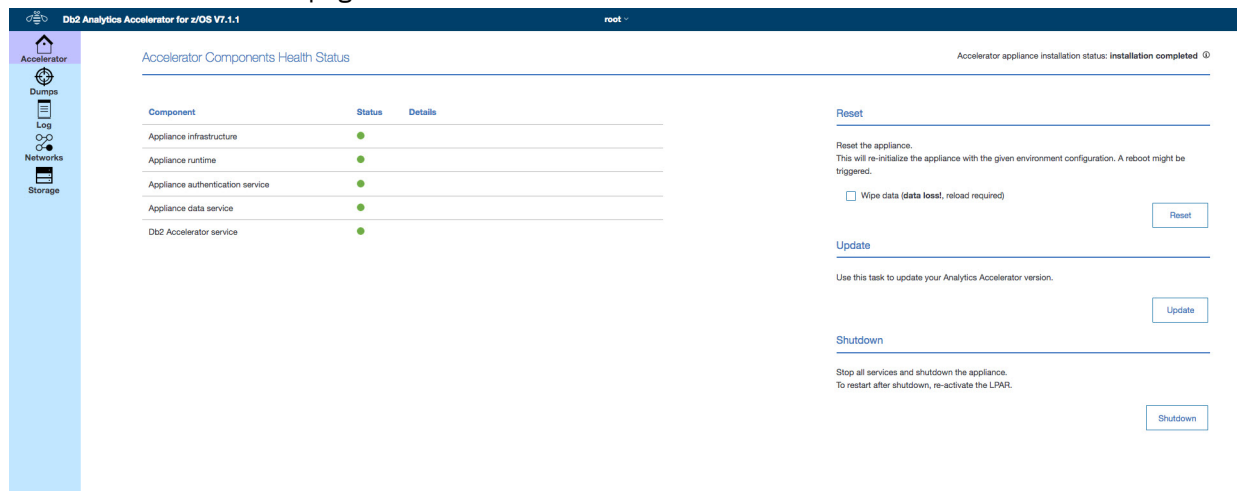 Db2 Analytics Accelerator for z/OS V7.1.1
root
Accelerator
Dumps
Log
Networks
Storage
Accelerator Components Health Status
Accelerator appliance installation status: installation completed
Component Status Details
Appliance infrastructure
Appliance runtime
Appliance authentication service
Appliance data service
Db2 Accelerator service
Reset
Reset the appliance.
This will re-initialize the appliance with the given environment configuration. A reboot might be
triggered.
Wipe data (data loss!, reload required)
Reset
Update
Use this task to update your Analytics Accelerator version.
Update
Shutdown
Stop all services and shutdown the appliance.
To restart after shutdown, re-activate the LPAR.
Shutdown